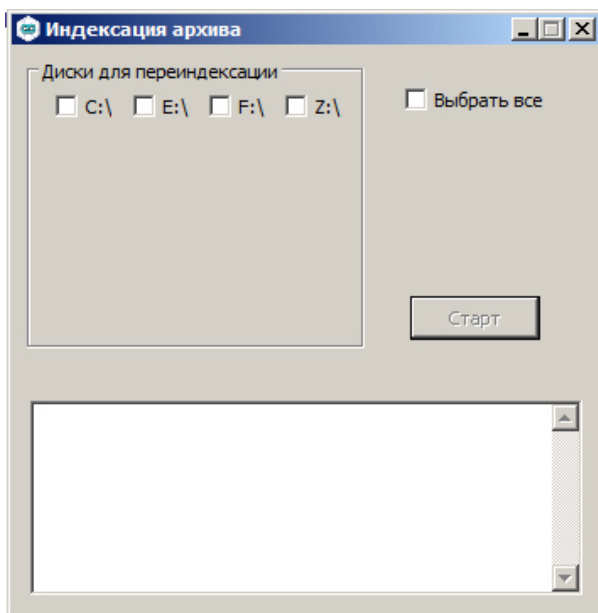 Индексация архива
Диски для переиндексации
C:\ E:\ F:\ Z:\
Выбрать все
Старт